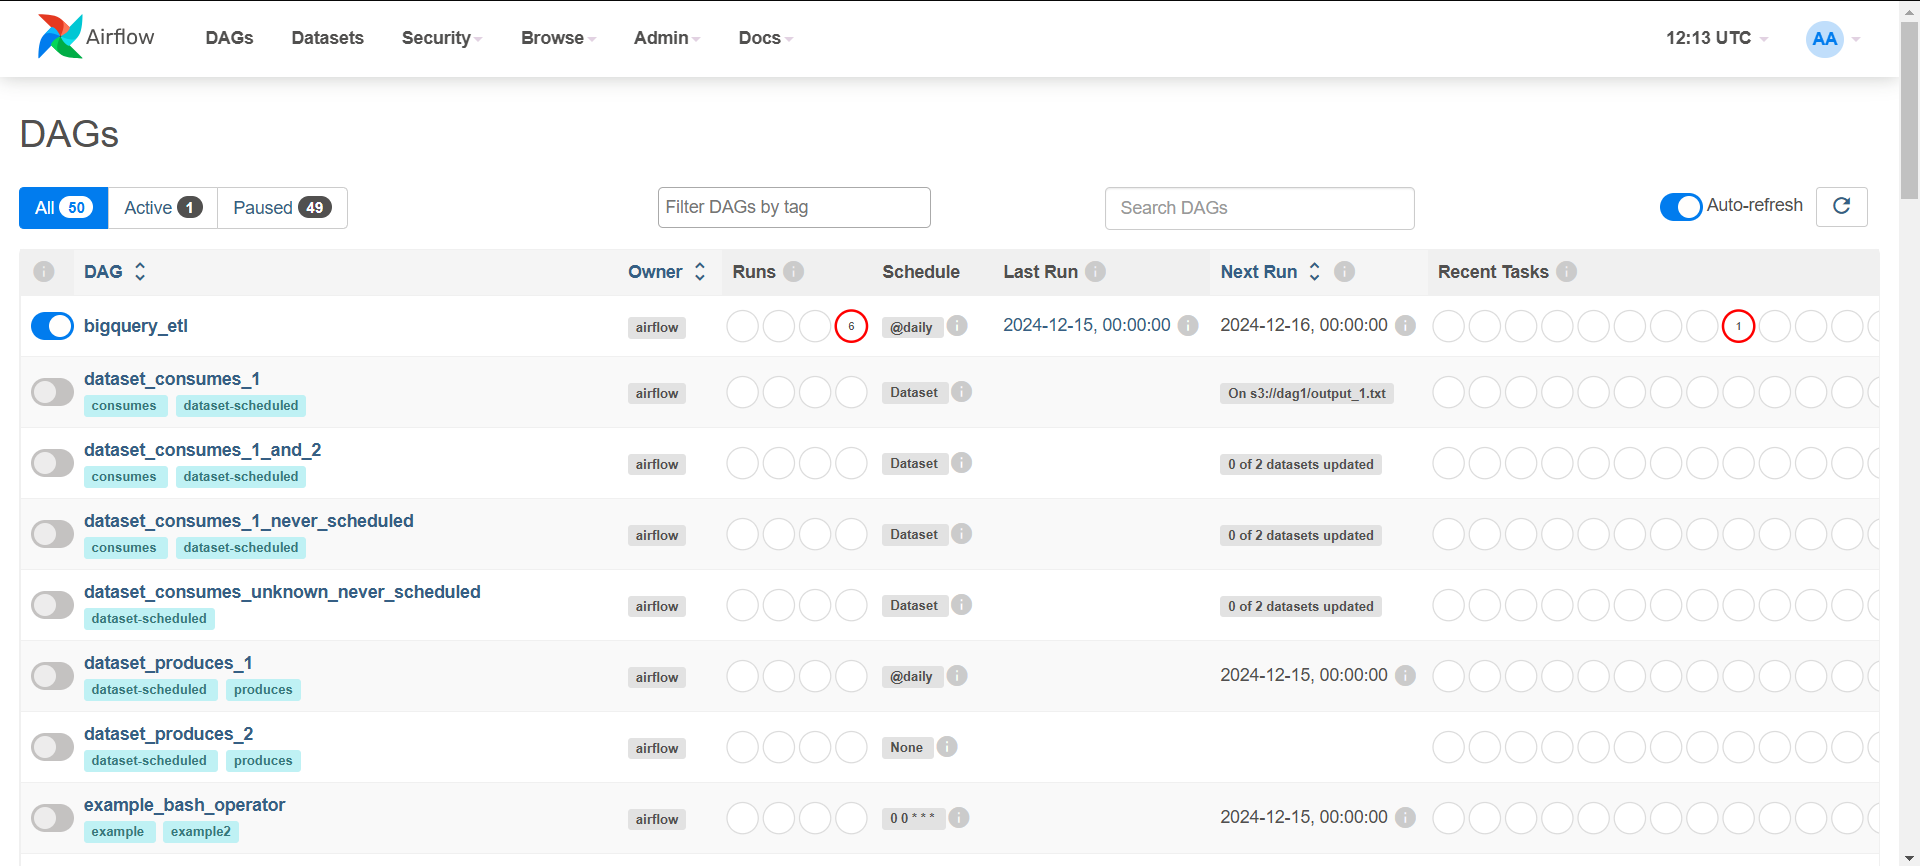 Airflow DAGs Datasets Security Browse Admin Docs 12:13 UTC AA
DAGs
All 50 Active 1 Paused 49 Filter DAGs by tag Search DAGs Auto-refresh
i DAG Owner Runs i Schedule Last Run i Next Run i Recent Tasks i
bigquery_etl airflow 6 @daily i 2024-12-15, 00:00:00 i 2024-12-16, 00:00:00 i 1
dataset_consumes_1
consumes dataset-scheduled airflow Dataset i On s3://dag1/output_1.txt
dataset_consumes_1_and_2
consumes dataset-scheduled airflow Dataset i 0 of 2 datasets updated
dataset_consumes_1_never_scheduled
consumes dataset-scheduled airflow Dataset i 0 of 2 datasets updated
dataset_consumes_unknown_never_scheduled
dataset-scheduled airflow Dataset i 0 of 2 datasets updated
dataset_produces_1
dataset-scheduled produces airflow @daily i 2024-12-15, 00:00:00 i
dataset_produces_2
dataset-scheduled produces airflow None i
example_bash_operator
example example2 airflow 0 0 * * * i 2024-12-15, 00:00:00 i